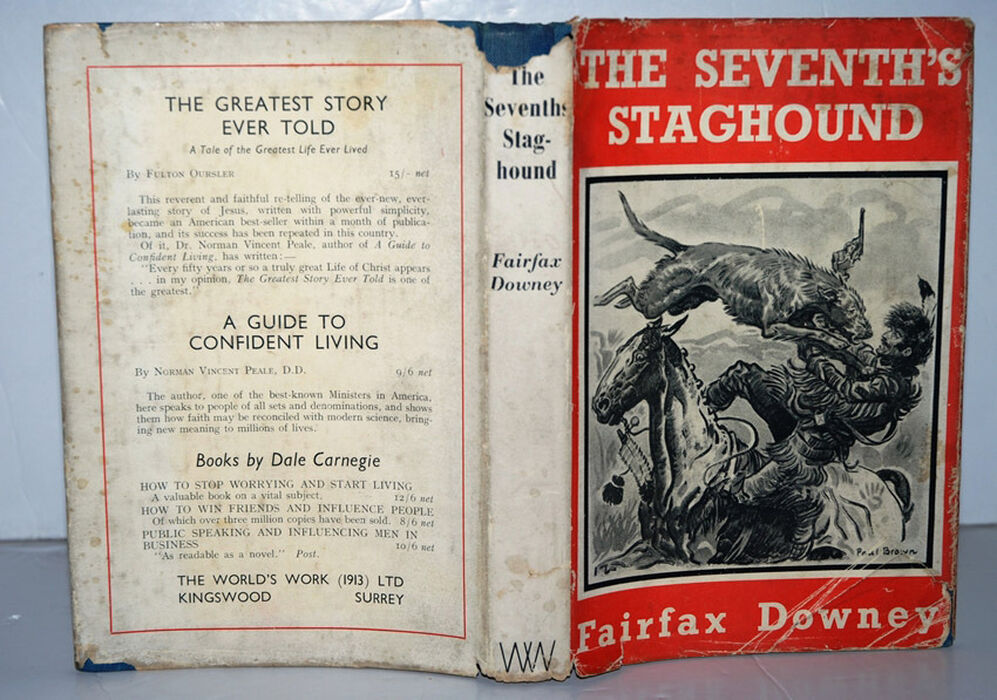 THE GREATEST STORY
EVER TOLD
A Tale of the Greatest Life Ever Lived
By FULTON OURSLER 15/- net
This reverent and faithful re-telling of the ever-new, ever-
lasting story of Jesus, written with powerful simplicity,
became an American best-seller within a month of publica-
tion, and its success has been repeated in this country.
Of it, Dr. Norman Vincent Peale, author of A Guide to
Confident Living, has written:—
"Every fifty years or so a truly great Life of Christ appears
. . . in my opinion, The Greatest Story Ever Told is one of
the greatest."
A GUIDE TO
CONFIDENT LIVING
By NORMAN VINCENT PEALE, D.D. 9/6 net
The author, one of the best-known Ministers in America,
here speaks to people of all sets and denominations, and shows
them how faith may be reconciled with modern science, bring-
ing new meaning to millions of lives.
Books by Dale Carnegie
HOW TO STOP WORRYING AND START LIVING
A valuable book on a vital subject. 12/6 net
HOW TO WIN FRIENDS AND INFLUENCE PEOPLE
Of which over three million copies have been sold. 8/6 net
PUBLIC SPEAKING AND INFLUENCING MEN IN
BUSINESS 10/6 net
"As readable as a novel." Post.
THE WORLD'S WORK (1913) LTD
KINGSWOOD SURREY
The
Sevenths
Stag-
hound
Fairfax
Downey
WW
THE SEVENTH'S
STAGHOUND
Paul Brown
Fairfax Downey